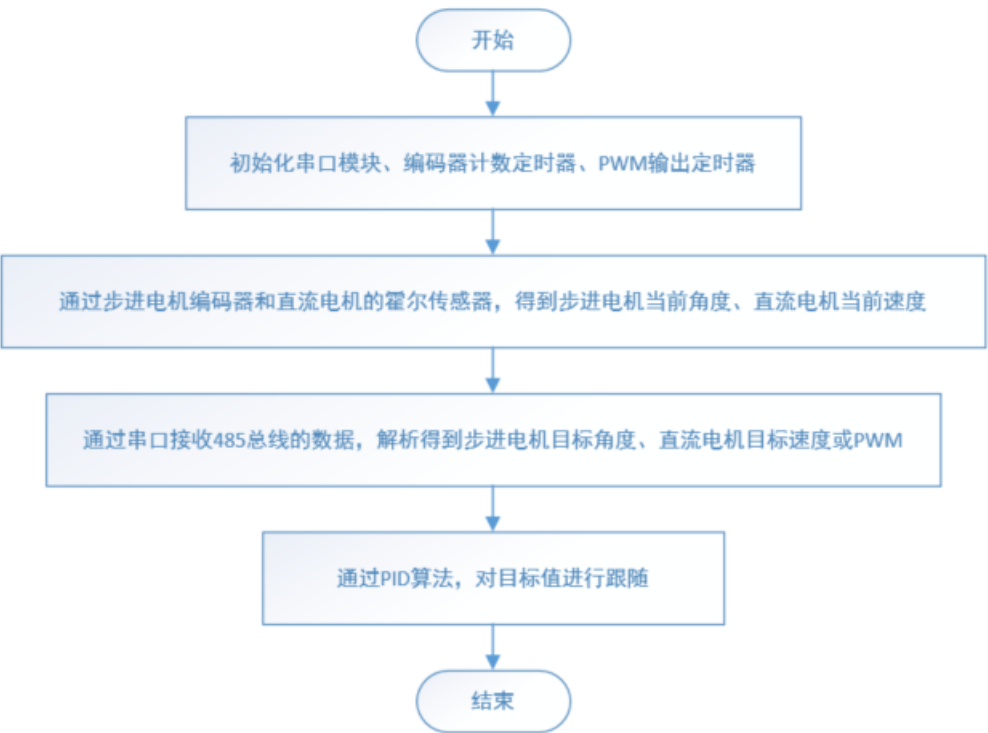 开始
初始化串口模块、编码器计数定时器、PWM输出定时器
通过步进电机编码器和直流电机的霍尔传感器，得到步进电机当前角度、直流电机当前速度
通过串口接收485总线的数据，解析得到步进电机目标角度、直流电机目标速度或PWM
通过PID算法，对目标值进行跟随
结束